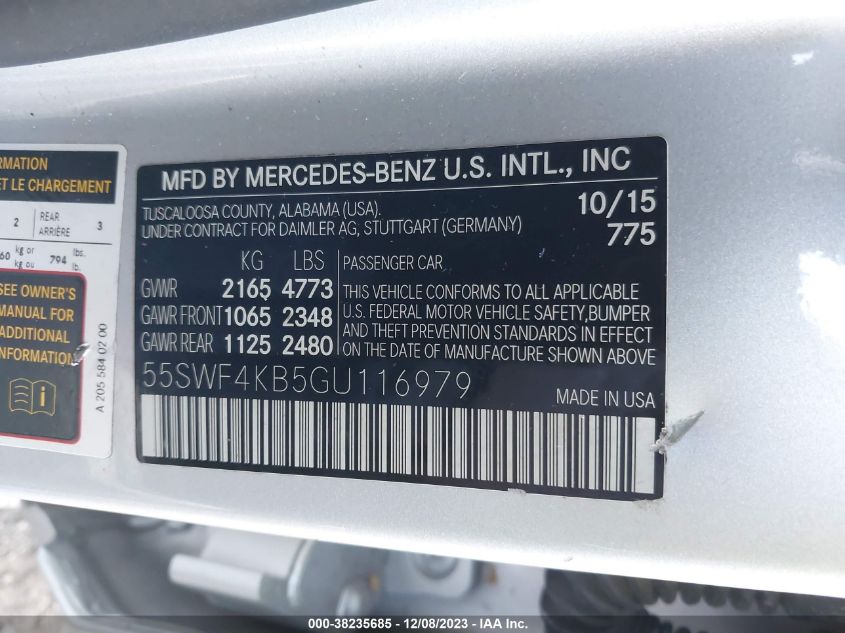 RMATION
ET LE CHARGEMENT
2 REAR ARRIÈRE 3
60 kg or kg ou 794 lbs. lb.
SEE OWNER'S
MANUAL FOR
ADDITIONAL
INFORMATION
A 205 584 02 00
MFD BY MERCEDES-BENZ U.S. INTL., INC
TUSCALOOSA COUNTY, ALABAMA (USA). 10/15
UNDER CONTRACT FOR DAIMLER AG, STUTTGART (GERMANY) 775
KG LBS PASSENGER CAR
GVWR 2165 4773 THIS VEHICLE CONFORMS TO ALL APPLICABLE
GAWR FRONT 1065 2348 U.S. FEDERAL MOTOR VEHICLE SAFETY, BUMPER
GAWR REAR 1125 2480 AND THEFT PREVENTION STANDARDS IN EFFECT
ON THE DATE OF MANUFACTURE SHOWN ABOVE
55SWF4KB5GU116979 MADE IN USA
000-38235685 - 12/08/2023 - IAA Inc.